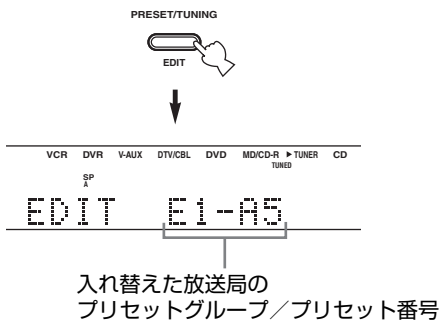 PRESET/TUNING
EDIT
VCR DVR V-AUX DTV/CBL DVD MD/CD-R ►TUNER CD
TUNED
SP
A
EDIT E1-A5
入れ替えた放送局の
プリセットグループ／プリセット番号